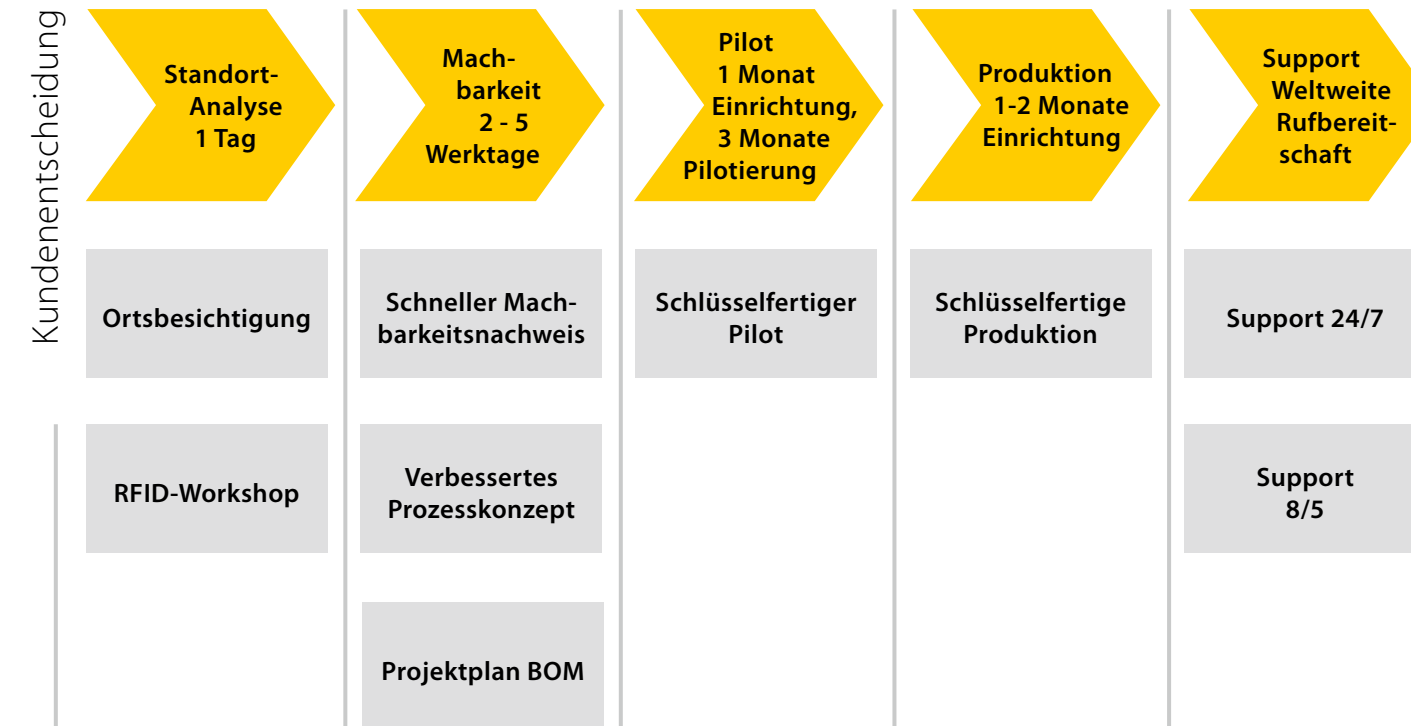 Kundenentscheidung
Standort-
Analyse
1 Tag
Mach-
barkeit
2 - 5
Werktage
Pilot
1 Monat
Einrichtung,
3 Monate
Pilotierung
Produktion
1-2 Monate
Einrichtung
Support
Weltweite
Rufbereit-
schaft
Ortsbesichtigung
Schneller Mach-
barkeitsnachweis
Schlüsselfertiger
Pilot
Schlüsselfertige
Produktion
Support 24/7
RFID-Workshop
Verbessertes
Prozesskonzept
Support
8/5
Projektplan BOM